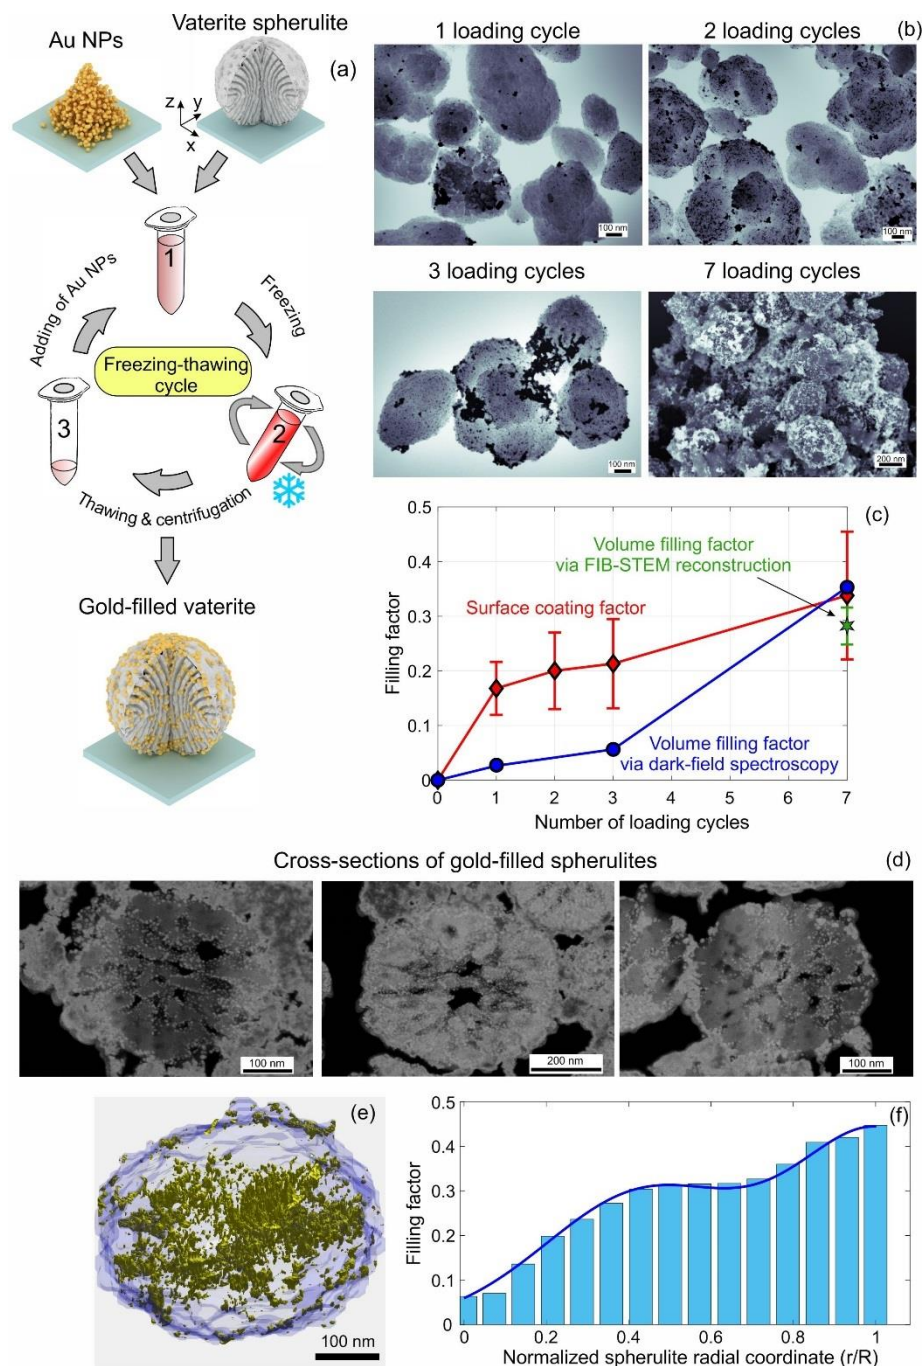 Au NPs
Vaterite spherulite
(a)
z
y
x
1
Adding of Au NPs
Freezing
Freezing-thawing
cycle
3
2
Thawing & centrifugation
Gold-filled vaterite
1 loading cycle
2 loading cycles
(b)
100 nm
100 nm
3 loading cycles
7 loading cycles
100 nm
200 nm
(c)
0.5
0.4
0.3
0.2
0.1
0
Filling factor
Volume filling factor
via FIB-STEM reconstruction
Surface coating factor
Volume filling factor
via dark-field spectroscopy
0
1
2
3
4
5
6
7
Number of loading cycles
Cross-sections of gold-filled spherulites
(d)
100 nm
200 nm
100 nm
(e)
100 nm
(f)
0.5
0.4
0.3
0.2
0.1
0
Filling factor
0
0.2
0.4
0.6
0.8
1
Normalized spherulite radial coordinate (r/R)